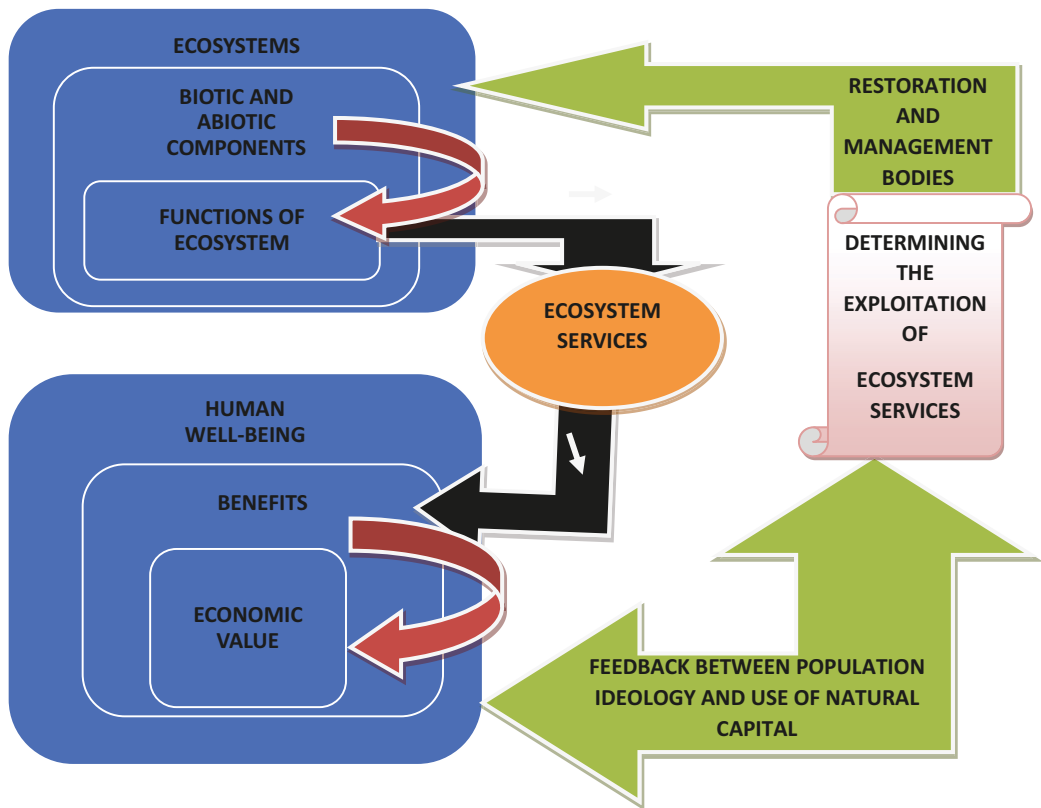 ECOSYSTEMS
BIOTIC AND
ABIOTIC
COMPONENTS
FUNCTIONS OF
ECOSYSTEM
ECOSYSTEM
SERVICES
HUMAN
WELL-BEING
BENEFITS
ECONOMIC
VALUE
RESTORATION
AND
MANAGEMENT
BODIES
DETERMINING
THE
EXPLOITATION
OF
ECOSYSTEM
SERVICES
FEEDBACK BETWEEN POPULATION
IDEOLOGY AND USE OF NATURAL
CAPITAL